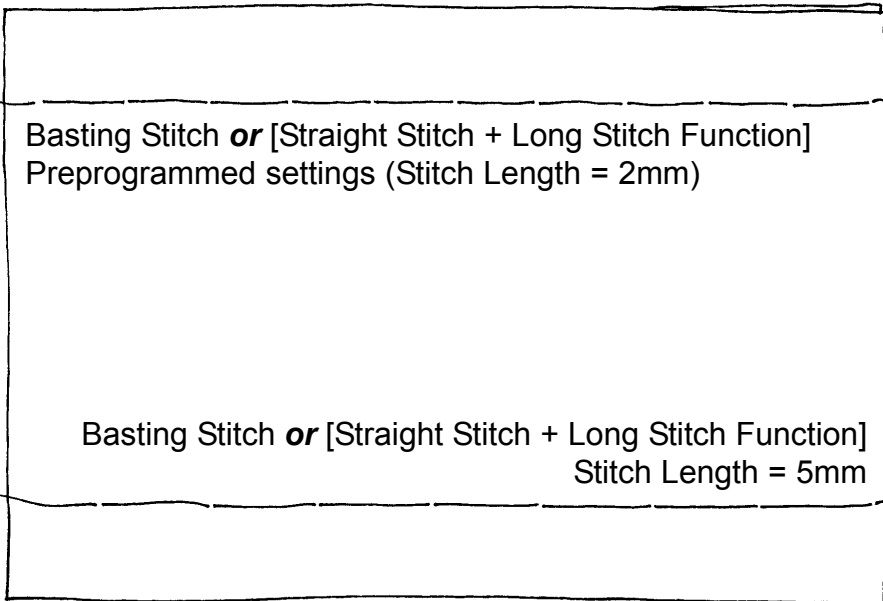 Basting Stitch or [Straight Stitch + Long Stitch Function]
Preprogrammed settings (Stitch Length = 2mm)
Basting Stitch or [Straight Stitch + Long Stitch Function]
Stitch Length = 5mm